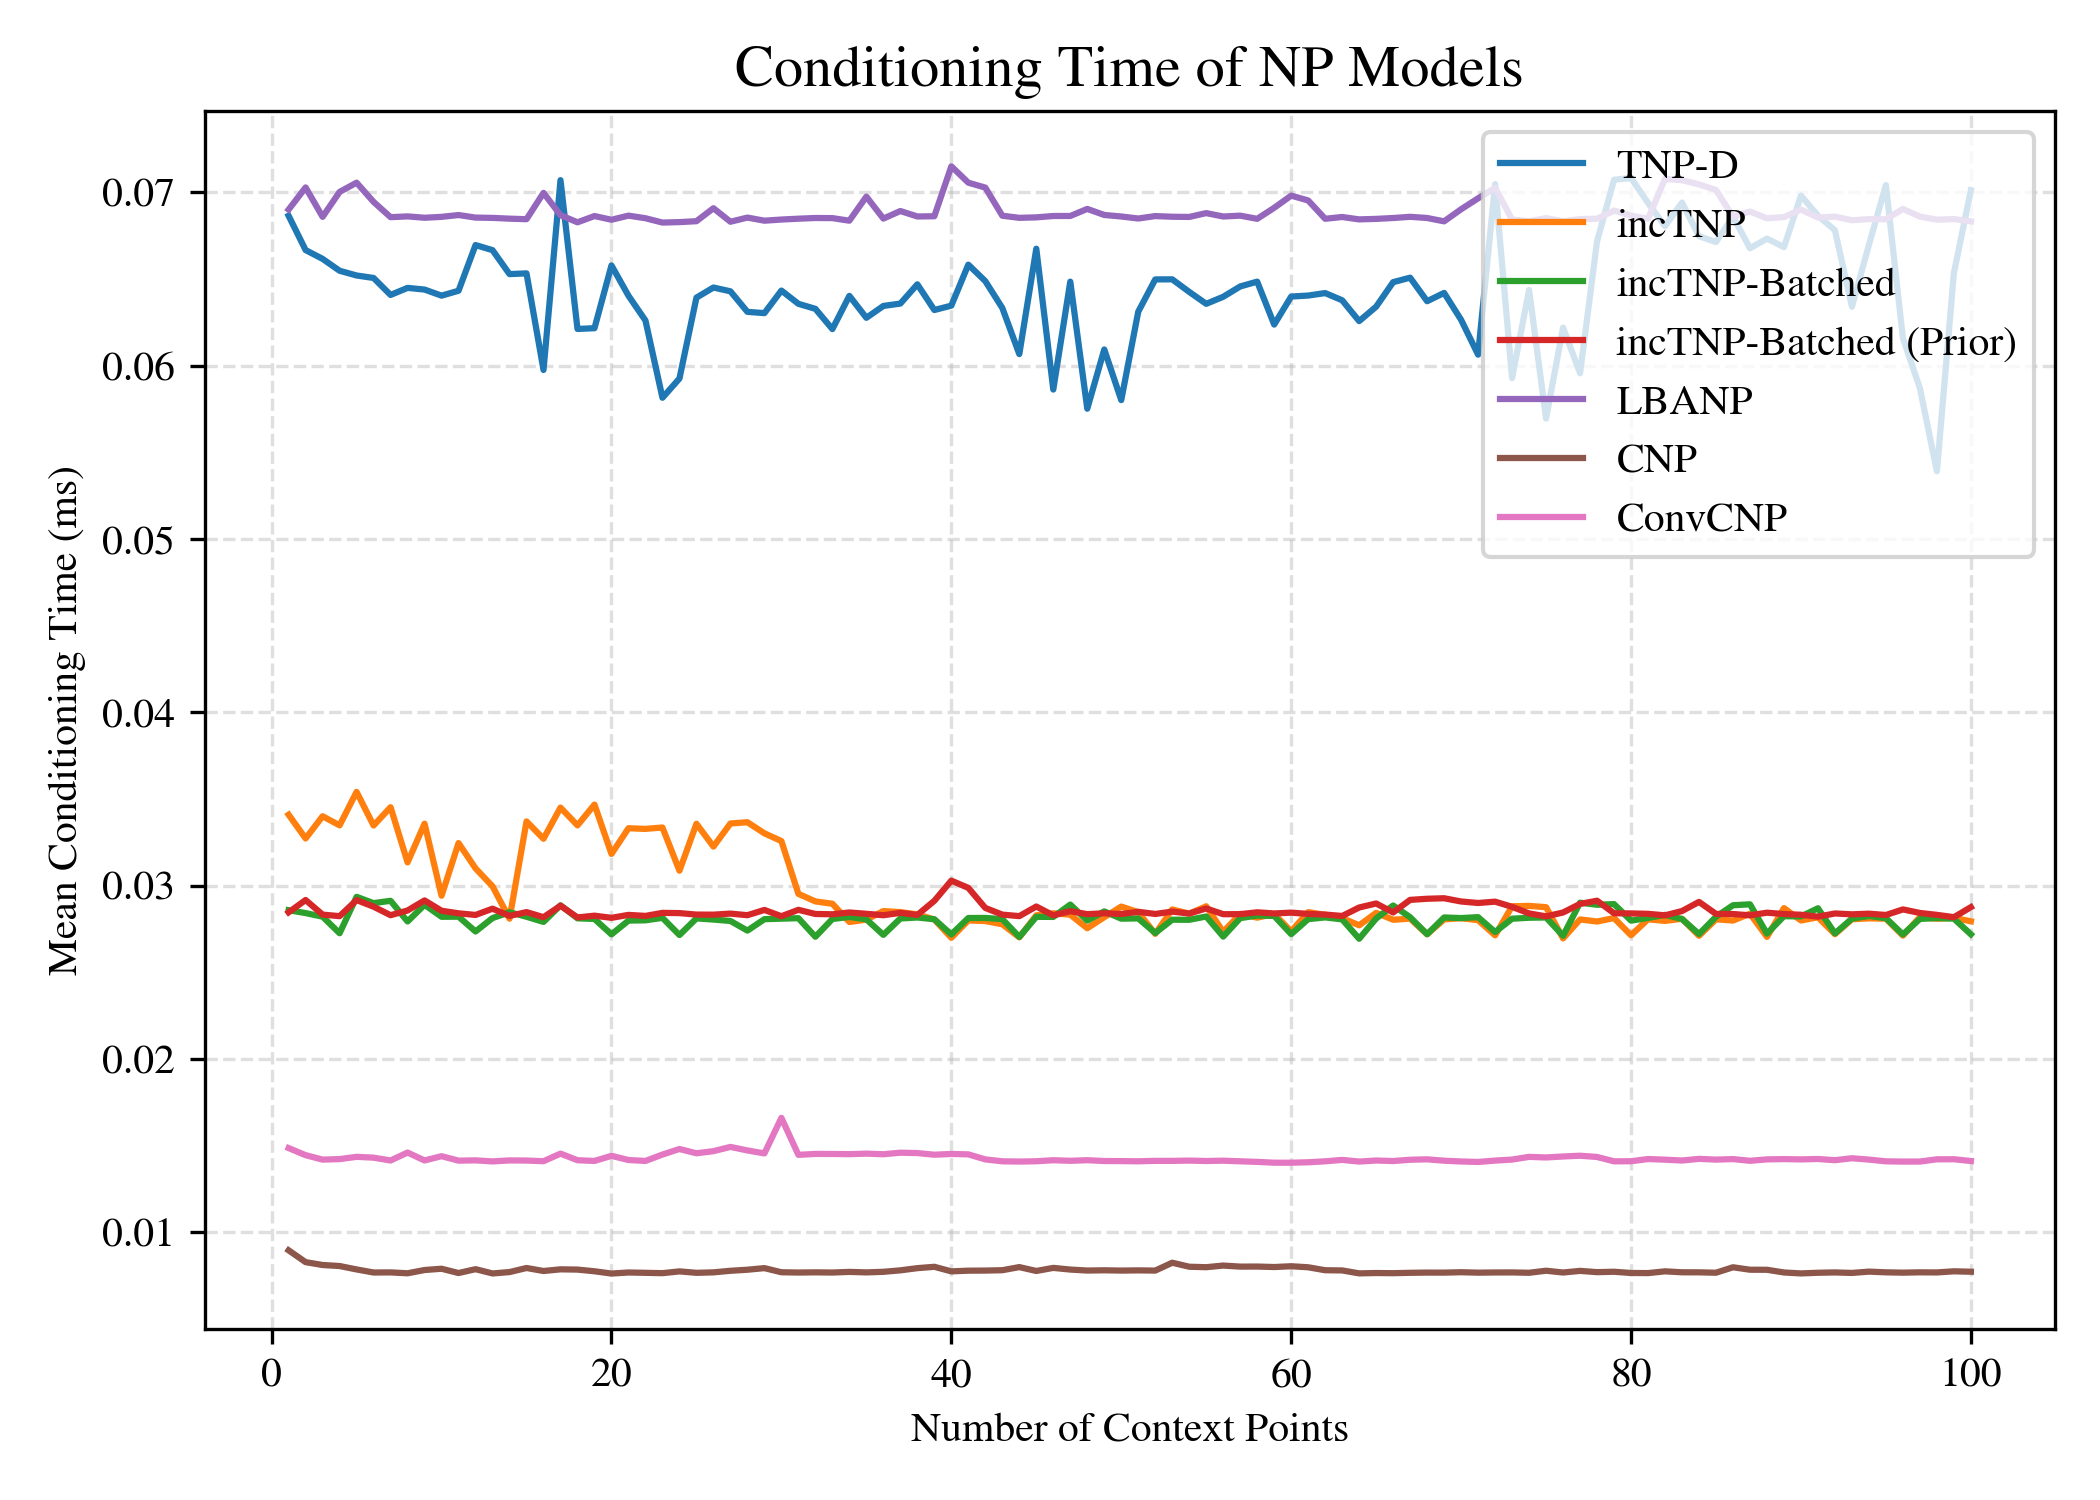 Conditioning Time of NP Models
Mean Conditioning Time (ms)
0.07
0.06
0.05
0.04
0.03
0.02
0.01
TNP-D
incTNP
incTNP-Batched
incTNP-Batched (Prior)
LBANP
CNP
ConvCNP
0 20 40 60 80 100
Number of Context Points